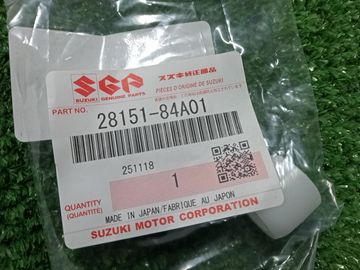 SGP
スズキ純正部品
SUZUKI GENUINE PARTS
PIÈCES D'ORIGINE DE SUZUKI
PART NO.
28151-84A01
251118
QUANTITY
(QUANTITÉ)
1
MADE IN JAPAN/FABRIQUÉ AU JAPON
SUZUKI MOTOR CORPORATION